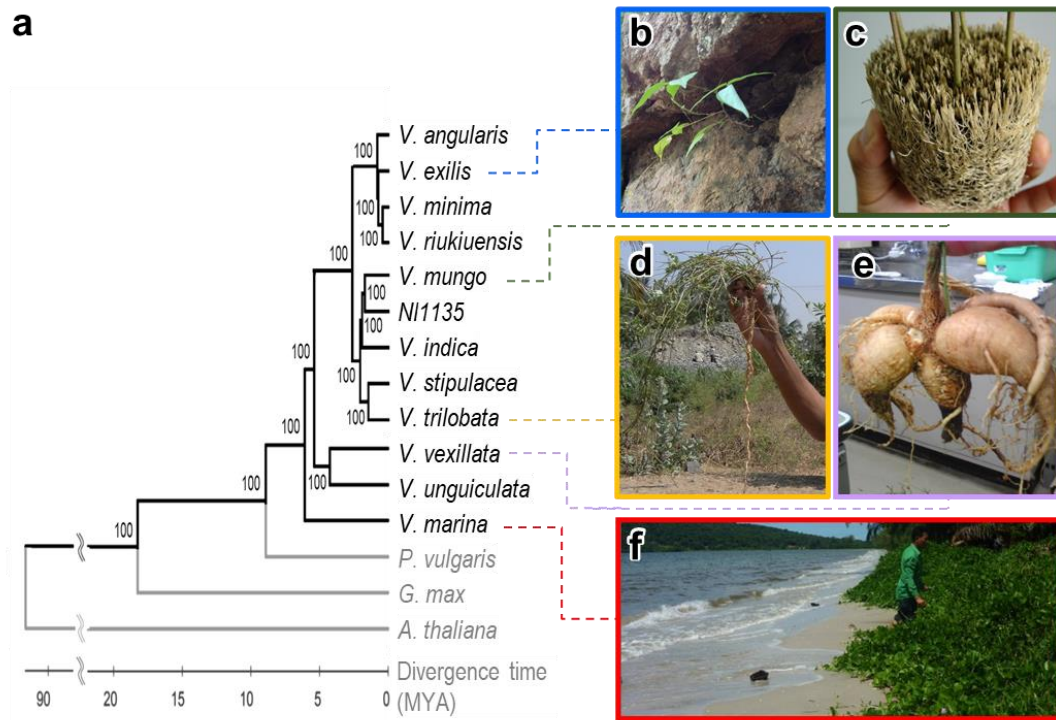 a
b
c
d
e
f
V. angularis
V. exilis
V. minima
V. riukiuensis
V. mungo
NI1135
V. indica
V. stipulacea
V. trilobata
V. vexillata
V. unguiculata
V. marina
P. vulgaris
G. max
A. thaliana
Divergence time
(MYA)
100
100
100
100
100
100
100
100
100
100
100
100
100
90 20 15 10 5 0